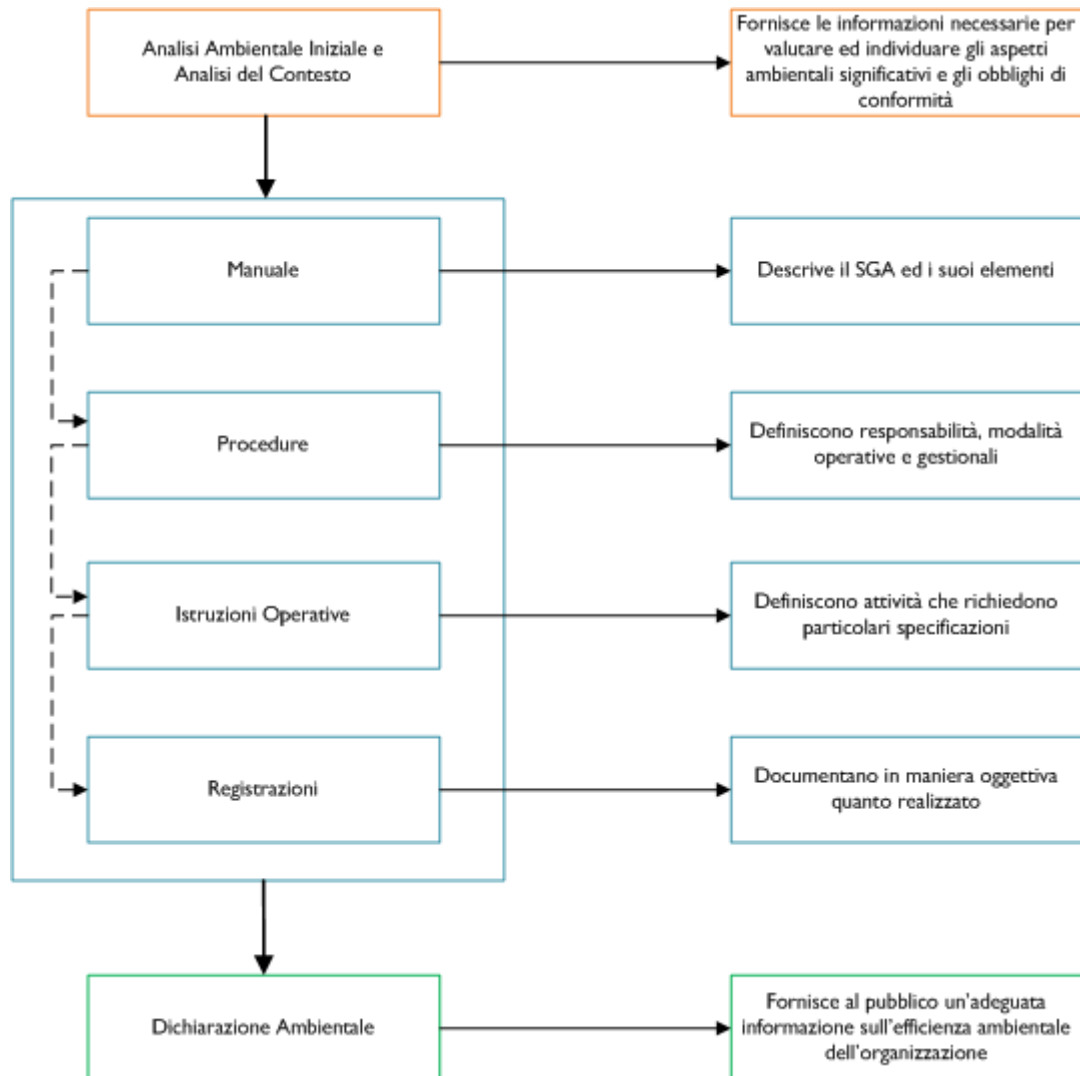 Analisi Ambientale Iniziale e
Analisi del Contesto
Fornisce le informazioni necessarie per
valutare ed individuare gli aspetti
ambientali significativi e gli obblighi di
conformità
Manuale
Descrive il SGA ed i suoi elementi
Procedure
Definiscono responsabilità, modalità
operative e gestionali
Istruzioni Operative
Definiscono attività che richiedono
particolari specificazioni
Registrazioni
Documentano in maniera oggettiva
quanto realizzato
Dichiarazione Ambientale
Fornisce al pubblico un'adeguata
informazione sull'efficienza ambientale
dell'organizzazione